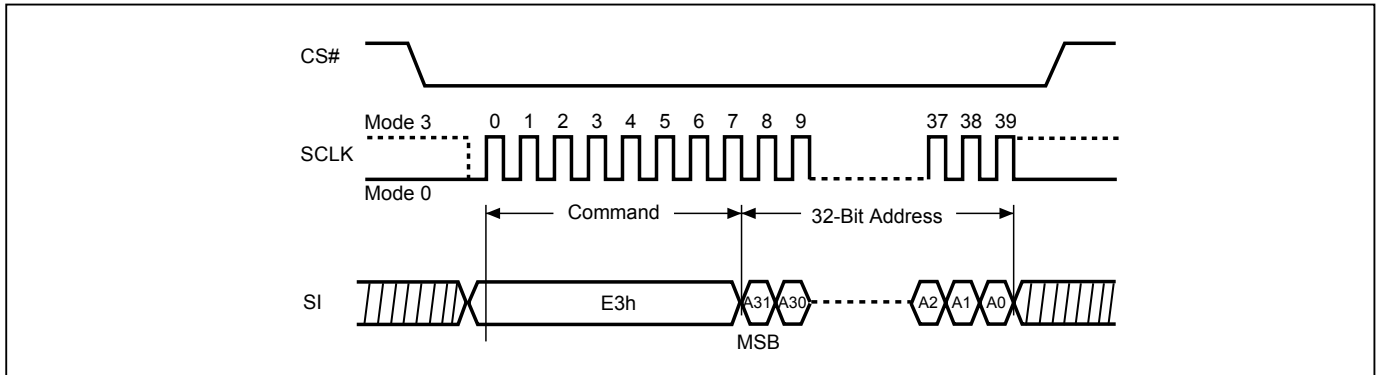 CS#
Mode 3
0 1 2 3 4 5 6 7 8 9 37 38 39
SCLK
Mode 0
Command
32-Bit Address
SI
E3h
A31 A30 A2 A1 A0
MSB